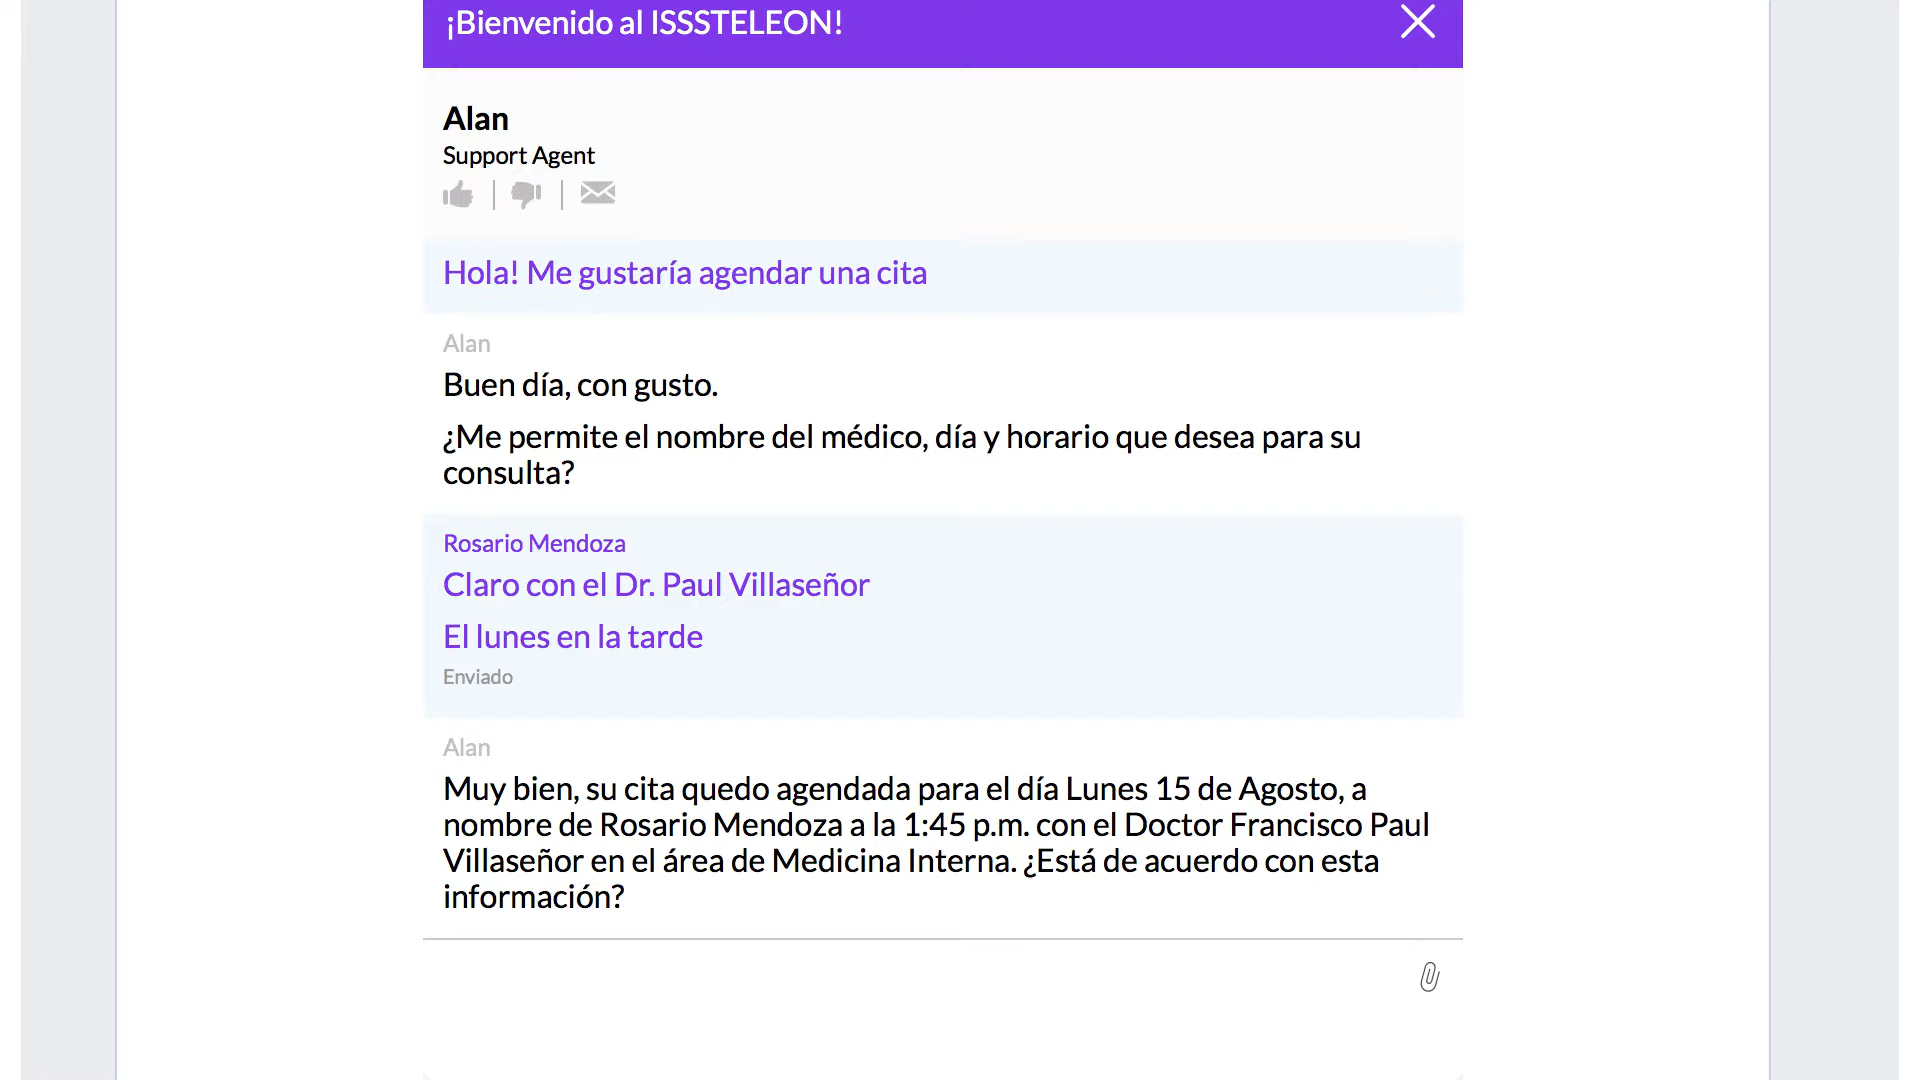 ¡Bienvenido al ISSSTELEON!
Alan
Support Agent
Hola! Me gustaría agendar una cita
Alan
Buen día, con gusto.
¿Me permite el nombre del médico, día y horario que desea para su
consulta?
Rosario Mendoza
Claro con el Dr. Paul Villaseñor
El lunes en la tarde
Enviado
Alan
Muy bien, su cita quedo agendada para el día Lunes 15 de Agosto, a
nombre de Rosario Mendoza a la 1:45 p.m. con el Doctor Francisco Paul
Villaseñor en el área de Medicina Interna. ¿Está de acuerdo con esta
información?